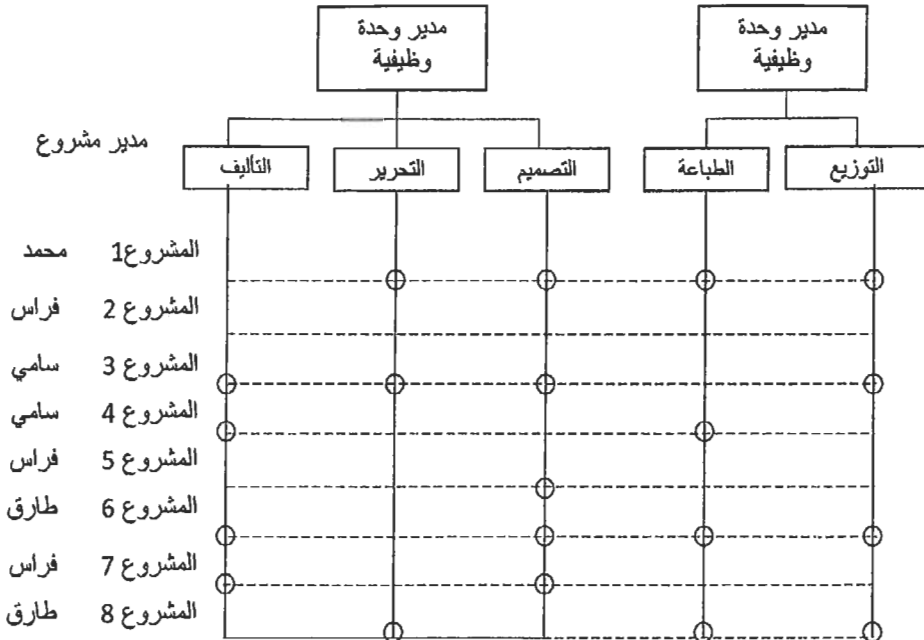 مدير وحدة
وظيفية
مدير وحدة
وظيفية
مدير مشروع
التأليف
التحرير
التصميم
الطباعة
التوزيع
المشروع1 محمد
المشروع 2 فراس
المشروع 3 سامي
المشروع 4 سامي
المشروع 5 فراس
المشروع 6 طارق
المشروع 7 فراس
المشروع 8 طارق